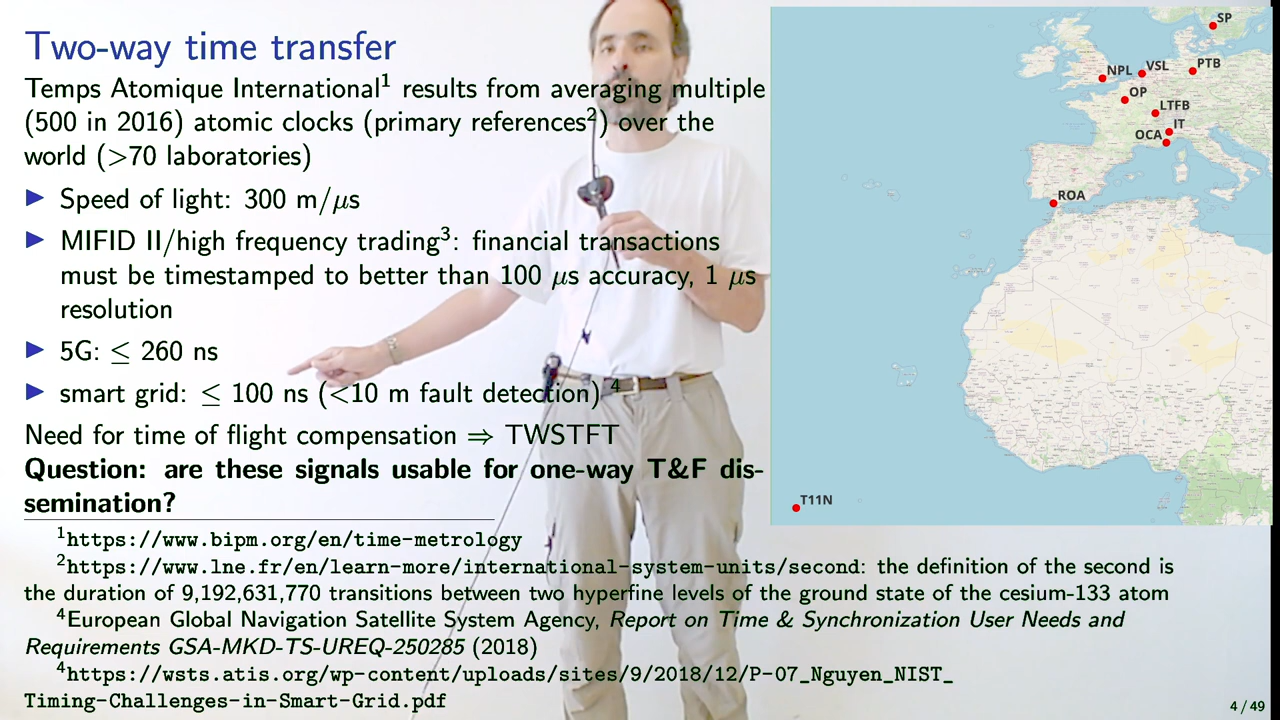 Two-way time transfer
Temps Atomique International1 results from averaging multiple
(500 in 2016) atomic clocks (primary references2) over the
world (>70 laboratories)
▶ Speed of light: 300 m/μs
▶ MIFID II/high frequency trading3: financial transactions
must be timestamped to better than 100 μs accuracy, 1 μs
resolution
▶ 5G: ≤ 260 ns
▶ smart grid: ≤ 100 ns (<10 m fault detection) 4
Need for time of flight compensation ⇒ TWSTFT
Question: are these signals usable for one-way T&F dis-
semination?
SP
NPL
VSL
PTB
OP
LTFB
IT
OCA
ROA
T11N
1https://www.bipm.org/en/time-metrology
2https://www.lne.fr/en/learn-more/international-system-units/second: the definition of the second is
the duration of 9,192,631,770 transitions between two hyperfine levels of the ground state of the cesium-133 atom
4European Global Navigation Satellite System Agency, Report on Time & Synchronization User Needs and
Requirements GSA-MKD-TS-UREQ-250285 (2018)
4https://wsts.atis.org/wp-content/uploads/sites/9/2018/12/P-07_Nguyen_NIST_
Timing-Challenges-in-Smart-Grid.pdf
4 / 49